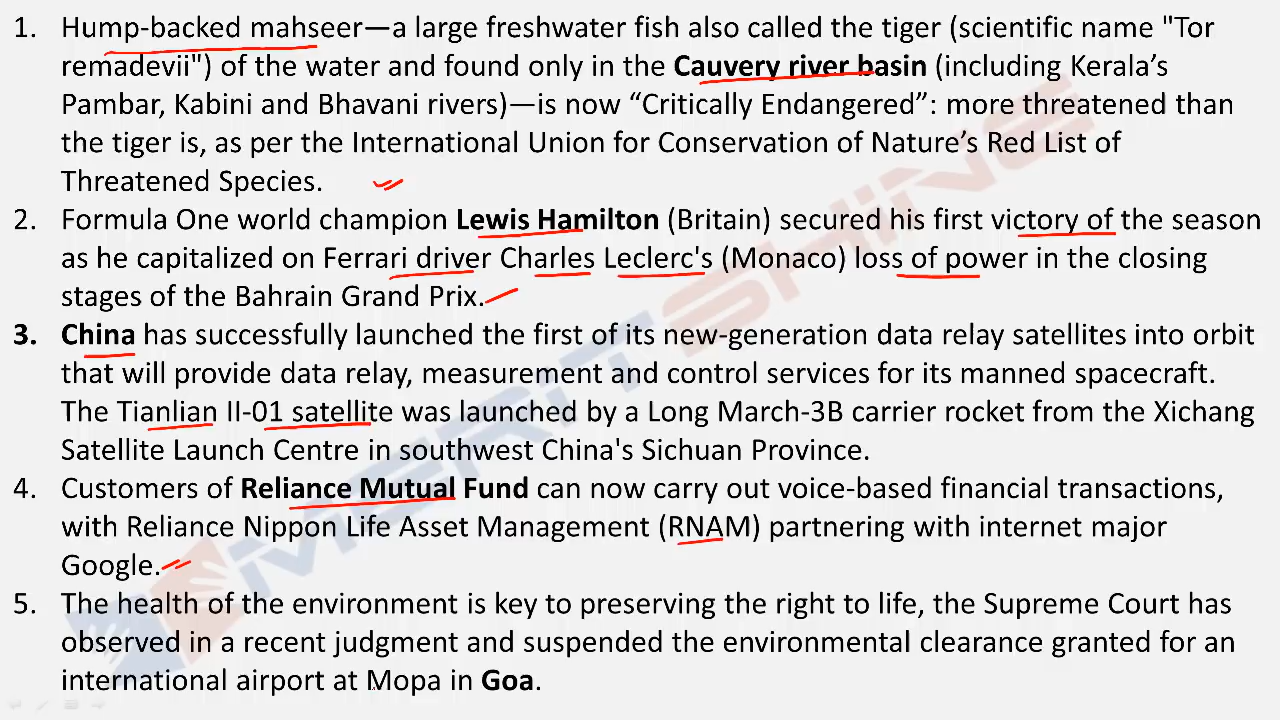 1. Hump-backed mahseer—a large freshwater fish also called the tiger (scientific name "Tor
remadevii") of the water and found only in the Cauvery river basin (including Kerala’s
Pambar, Kabini and Bhavani rivers)—is now “Critically Endangered”: more threatened than
the tiger is, as per the International Union for Conservation of Nature’s Red List of
Threatened Species.
2. Formula One world champion Lewis Hamilton (Britain) secured his first victory of the season
as he capitalized on Ferrari driver Charles Leclerc's (Monaco) loss of power in the closing
stages of the Bahrain Grand Prix.
3. China has successfully launched the first of its new-generation data relay satellites into orbit
that will provide data relay, measurement and control services for its manned spacecraft.
The Tianlian II-01 satellite was launched by a Long March-3B carrier rocket from the Xichang
Satellite Launch Centre in southwest China's Sichuan Province.
4. Customers of Reliance Mutual Fund can now carry out voice-based financial transactions,
with Reliance Nippon Life Asset Management (RNAM) partnering with internet major
Google.
5. The health of the environment is key to preserving the right to life, the Supreme Court has
observed in a recent judgment and suspended the environmental clearance granted for an
international airport at Mopa in Goa.
MERITSHINE